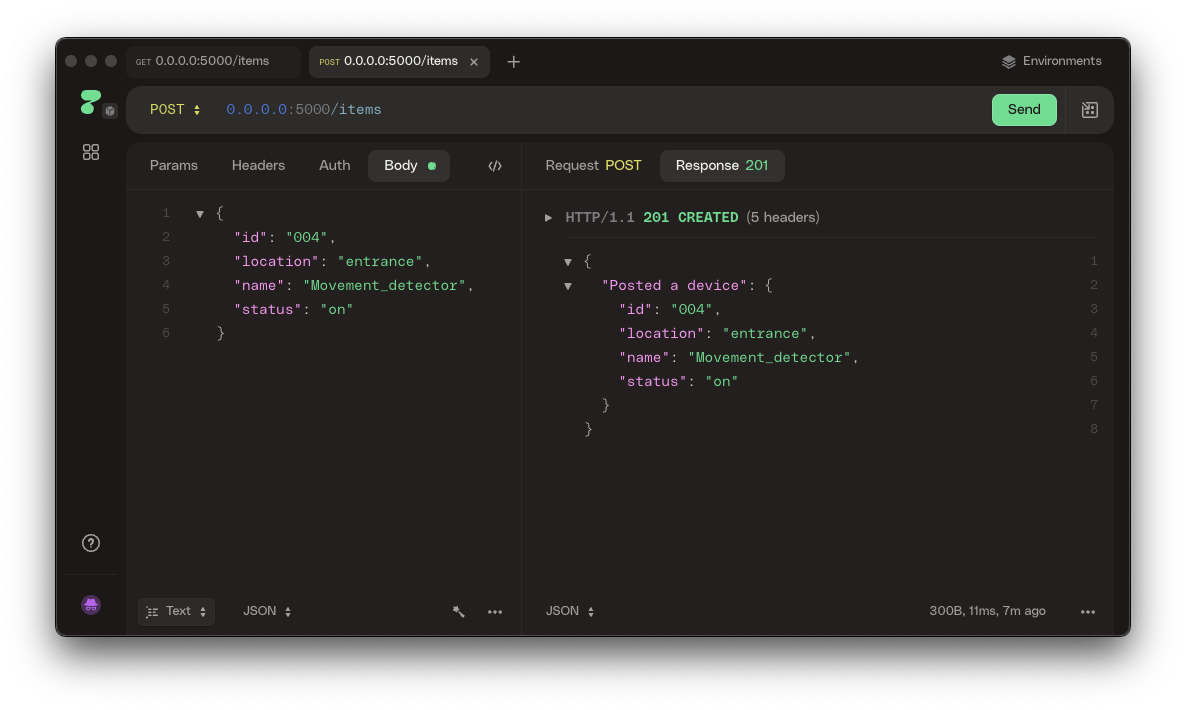 GET 0.0.0.0:5000/items
POST 0.0.0.0:5000/items
Environments
POST 0.0.0.0:5000/items
Send
Params Headers Auth Body
Request POST Response 201
1 {
2 "id": "004",
3 "location": "entrance",
4 "name": "Movement_detector",
5 "status": "on"
6 }
HTTP/1.1 201 CREATED (5 headers)
{ 1
"Posted a device": { 2
"id": "004", 3
"location": "entrance", 4
"name": "Movement_detector", 5
"status": "on" 6
} 7
} 8
Text JSON
JSON 300B, 11ms, 7m ago